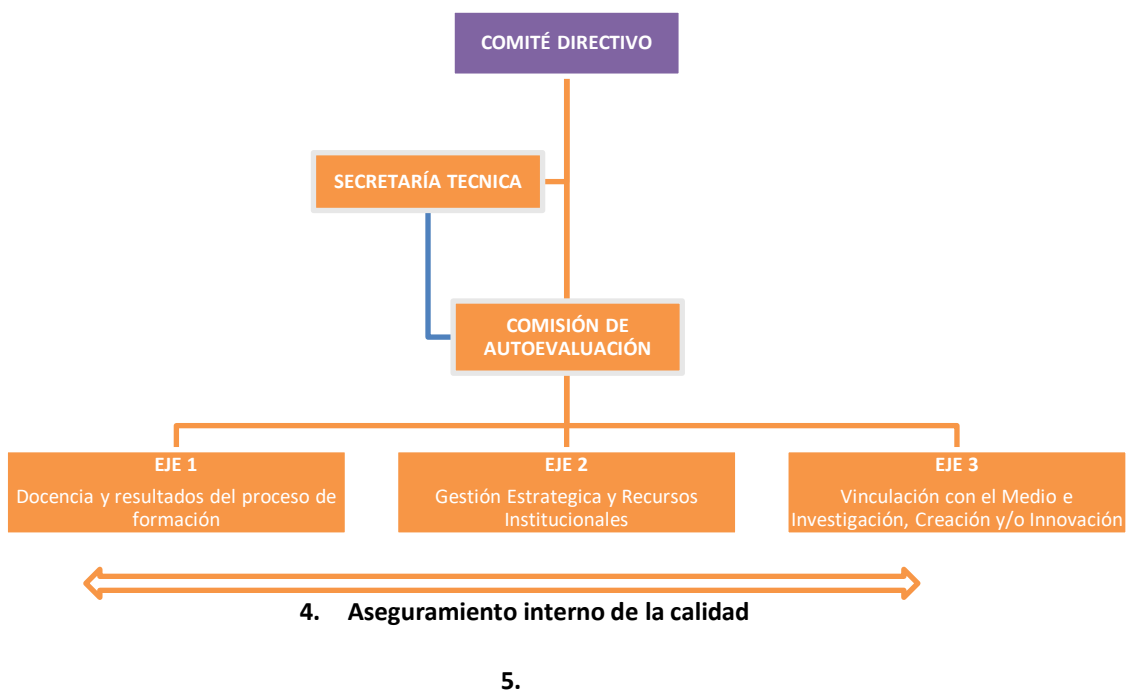 COMITÉ DIRECTIVO
SECRETARÍA TECNICA
COMISIÓN DE
AUTOEVALUACIÓN
EJE 1
Docencia y resultados del proceso de
formación
EJE 2
Gestión Estrategica y Recursos
Institucionales
EJE 3
Vinculación con el Medio e
Investigación, Creación y/o Innovación
4. Aseguramiento interno de la calidad
5.